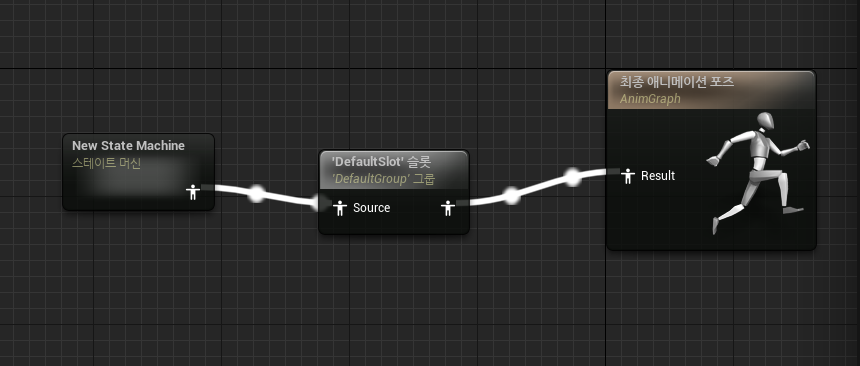 New State Machine
스테이트 머신
'DefaultSlot' 슬롯
'DefaultGroup' 그룹
Source
최종 애니메이션 포즈
AnimGraph
Result